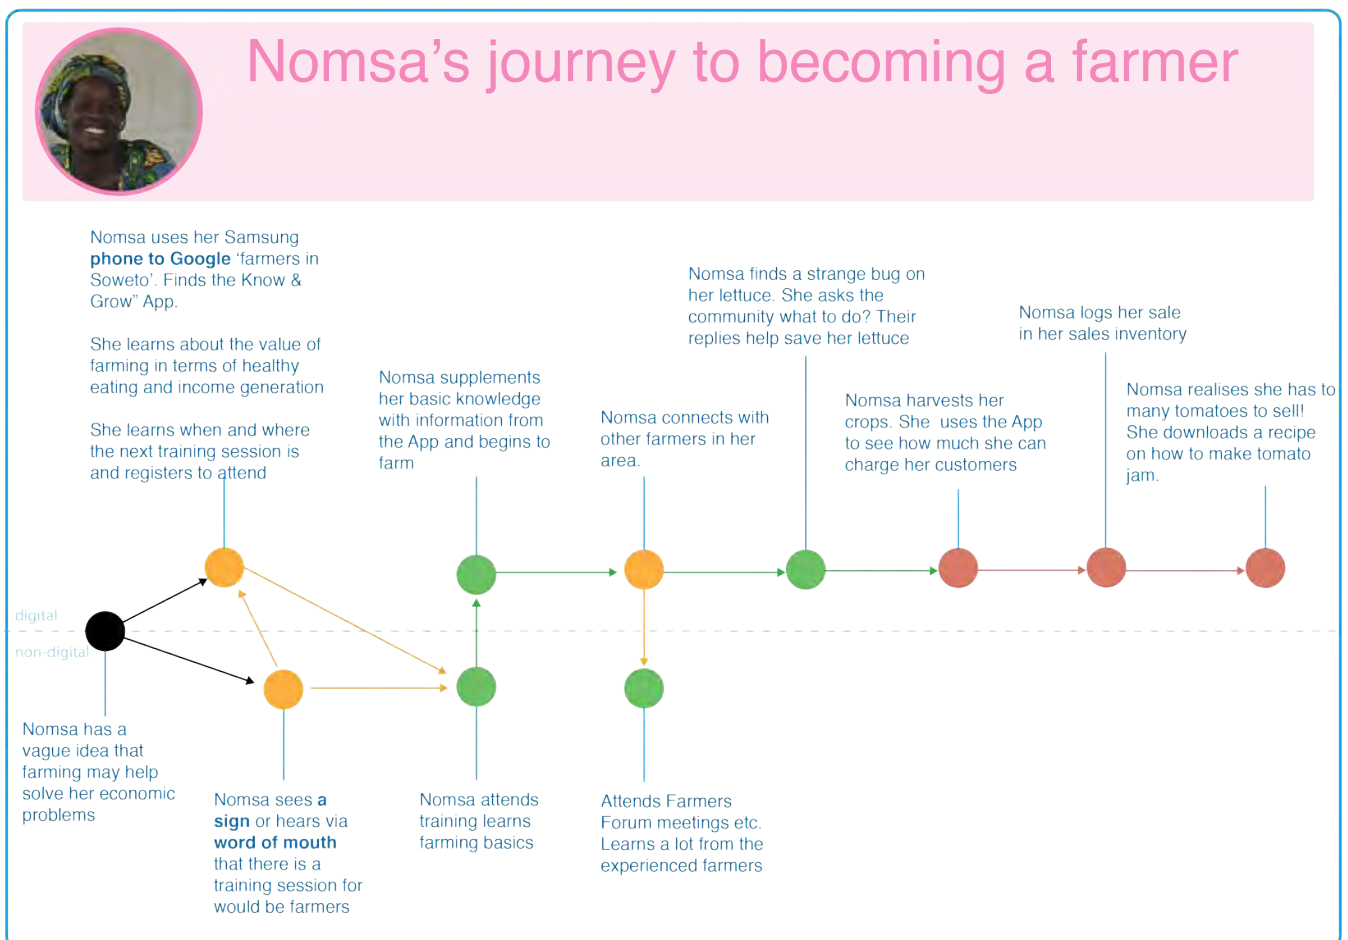 Nomsa’s journey to becoming a farmer
Nomsa uses her Samsung
phone to Google ‘farmers in
Soweto’. Finds the Know &
Grow” App.
She learns about the value of
farming in terms of healthy
eating and income generation
She learns when and where
the next training session is
and registers to attend
Nomsa supplements
her basic knowledge
with information from
the App and begins to
farm
Nomsa connects with
other farmers in her
area.
Nomsa finds a strange bug on
her lettuce. She asks the
community what to do? Their
replies help save her lettuce
Nomsa harvests her
crops. She uses the App
to see how much she can
charge her customers
Nomsa logs her sale
in her sales inventory
Nomsa realises she has to
many tomatoes to sell!
She downloads a recipe
on how to make tomato
jam.
digital
non-digital
Nomsa has a
vague idea that
farming may help
solve her economic
problems
Nomsa sees a
sign or hears via
word of mouth
that there is a
training session for
would be farmers
Nomsa attends
training learns
farming basics
Attends Farmers
Forum meetings etc.
Learns a lot from the
experienced farmers